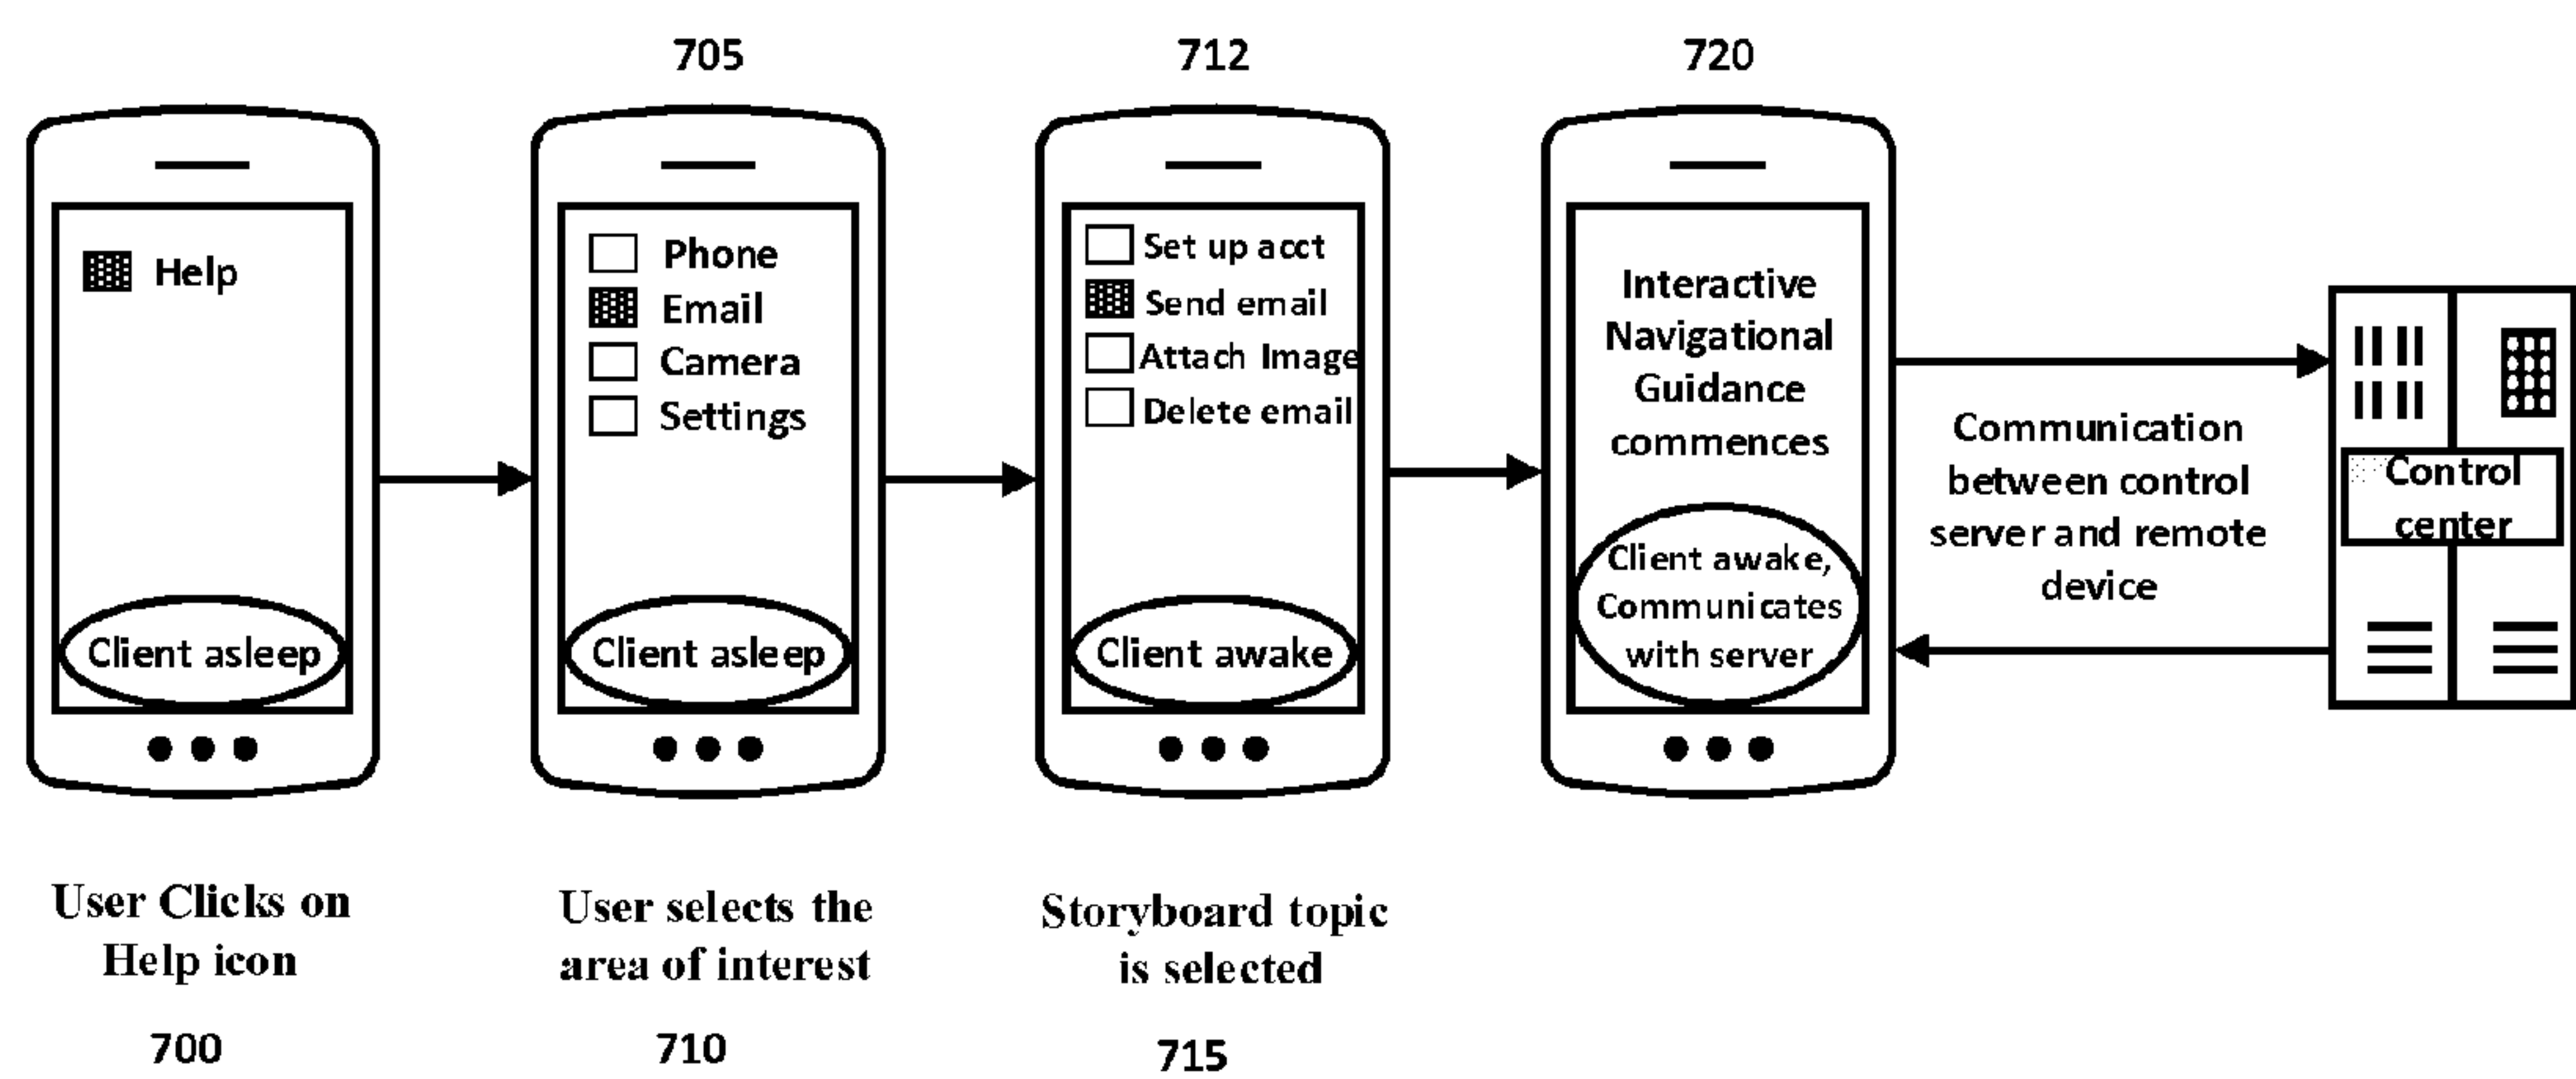 705
712
720
Help
Client asleep
Phone
Email
Camera
Settings
Client asleep
Set up acct
Send email
Attach Image
Delete email
Client awake
Interactive
Navigational
Guidance
commences
Client awake,
Communicates
with server
Communication
between control
server and remote
device
Control
center
User Clicks on
Help icon
700
User selects the
area of interest
710
Storyboard topic
is selected
715